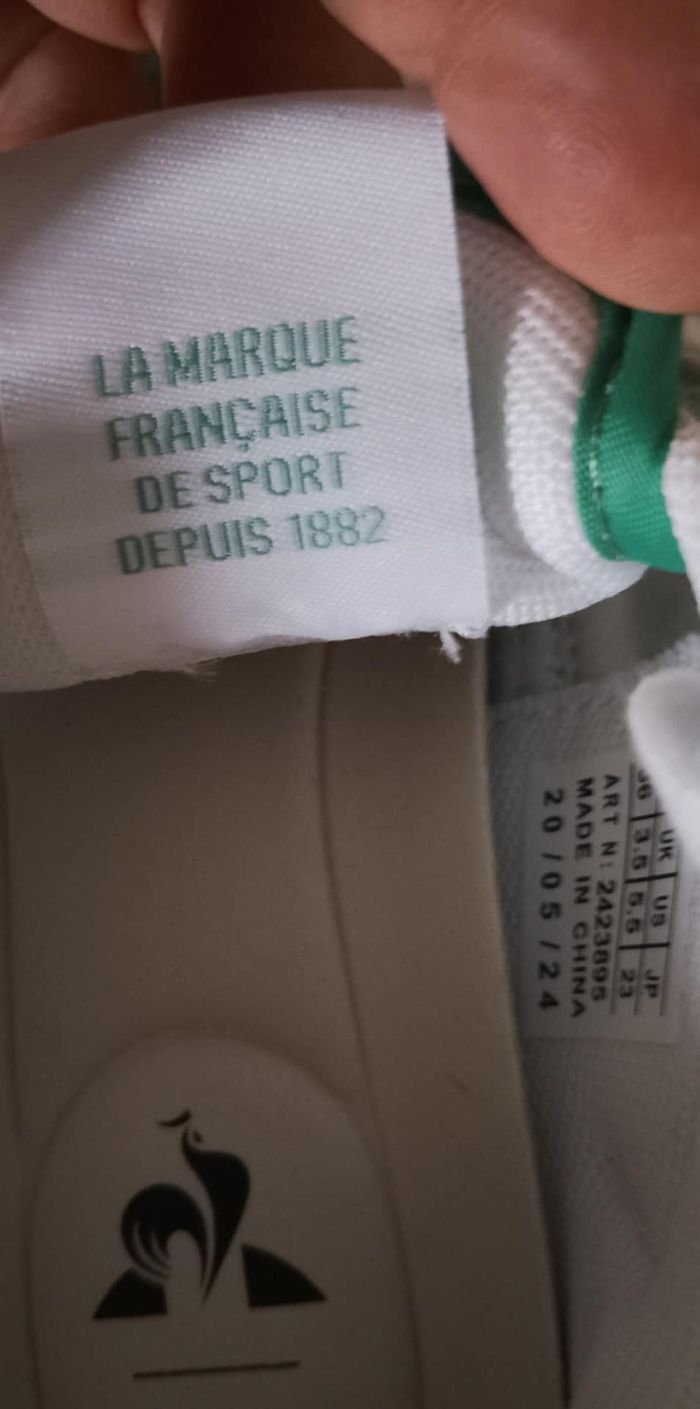 LA MARQUE
FRANÇAISE
DE SPORT
DEPUIS 1882
UK US JP
36 3.5 5.5 23
ART N: 2423895
MADE IN CHINA
20/05/24